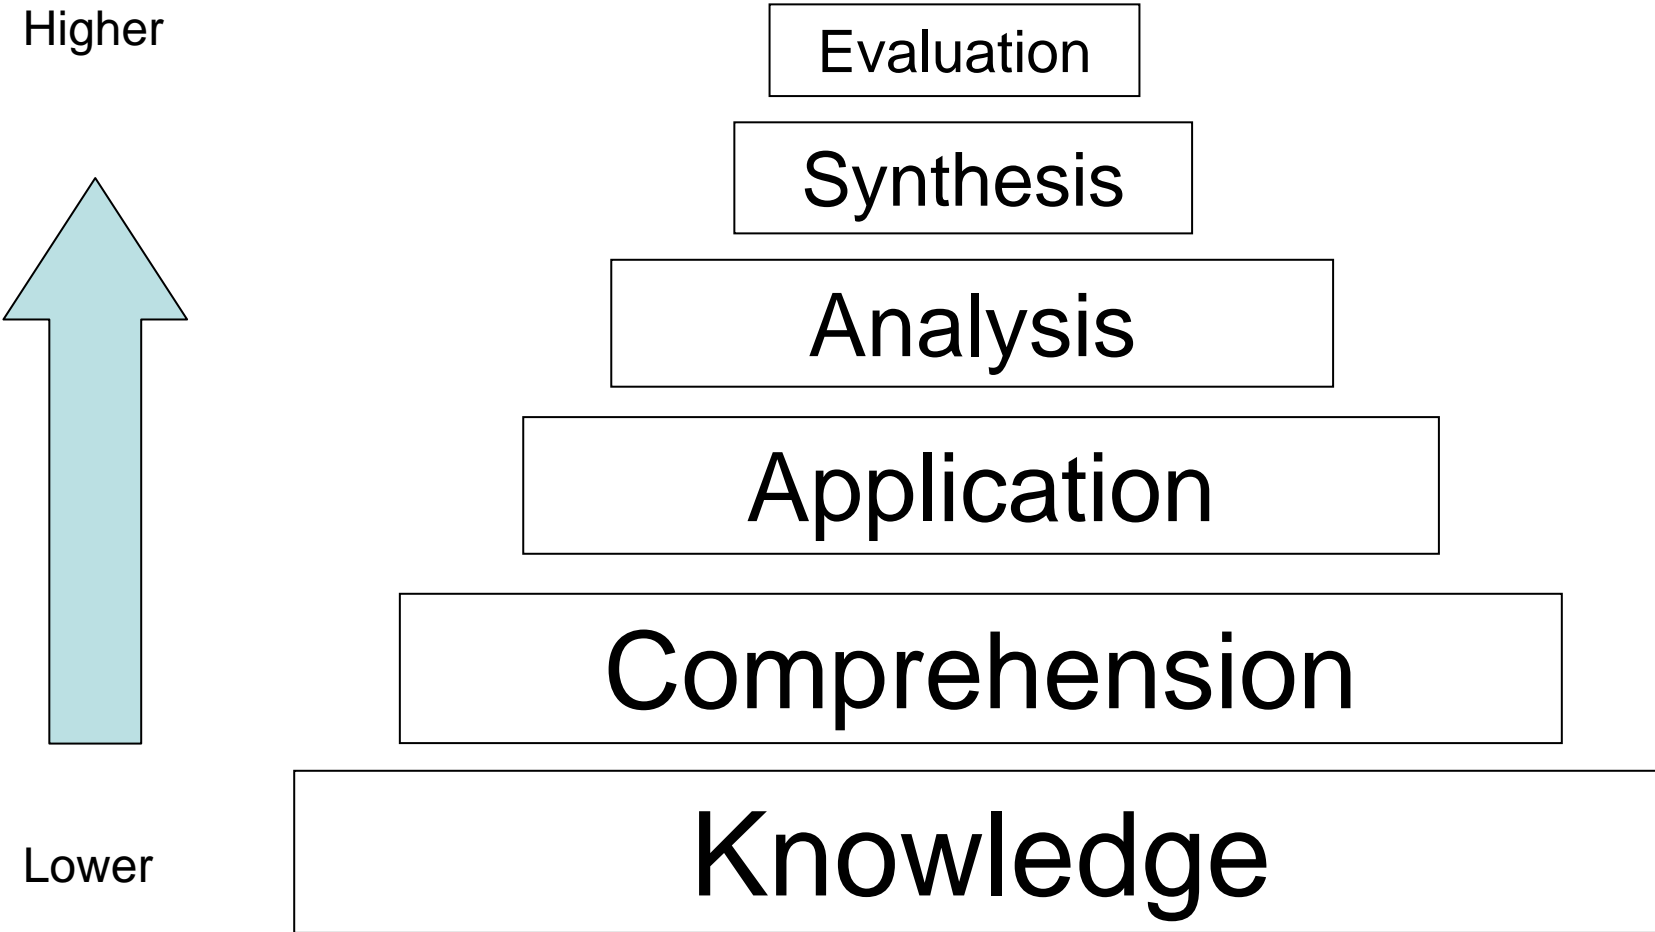 Higher
Evaluation
Synthesis
Analysis
Application
Comprehension
Knowledge
Lower